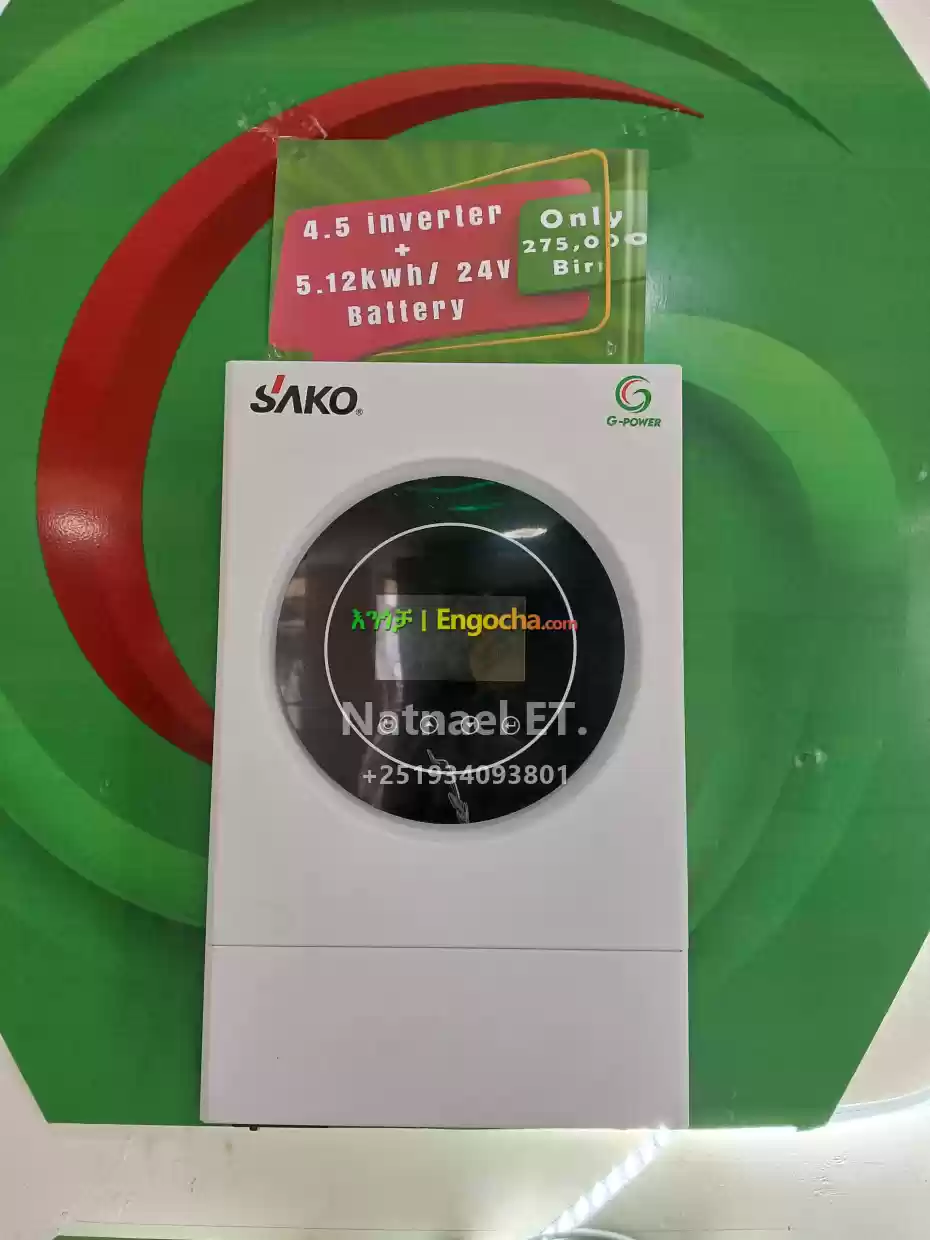 4.5 inverter
+
5.12kwh/ 24V
Battery
Only
275,000
Birr
SAKO®
G-POWER
እንጎቻ | Engocha.com
Natnael ET.
+251934093801